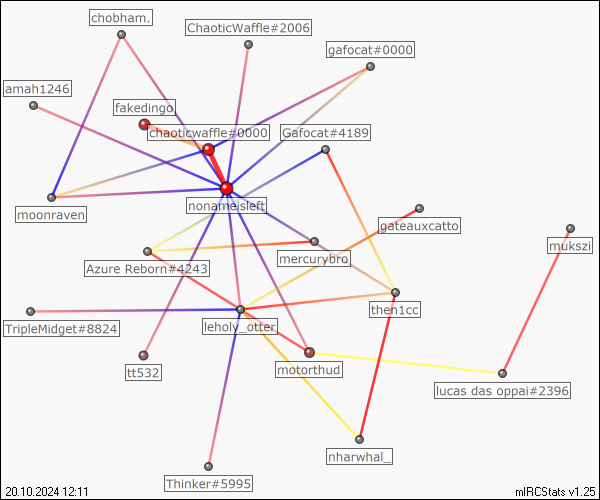 chobham.
ChaoticWaffle#2006
gafocat#0000
amah1246
fakedingo
chaoticwaffle#0000
Gafocat#4189
nonameisleft
moonraven
gateauxcatto
mukszi
mercurybro
Azure Reborn#4243
then1cc
TripleMidget#8824
leholy_otter
tt532
motorthud
lucas das oppai#2396
nharwhal_
Thinker#5995
20.10.2024 12:11
mIRCStats v1.25